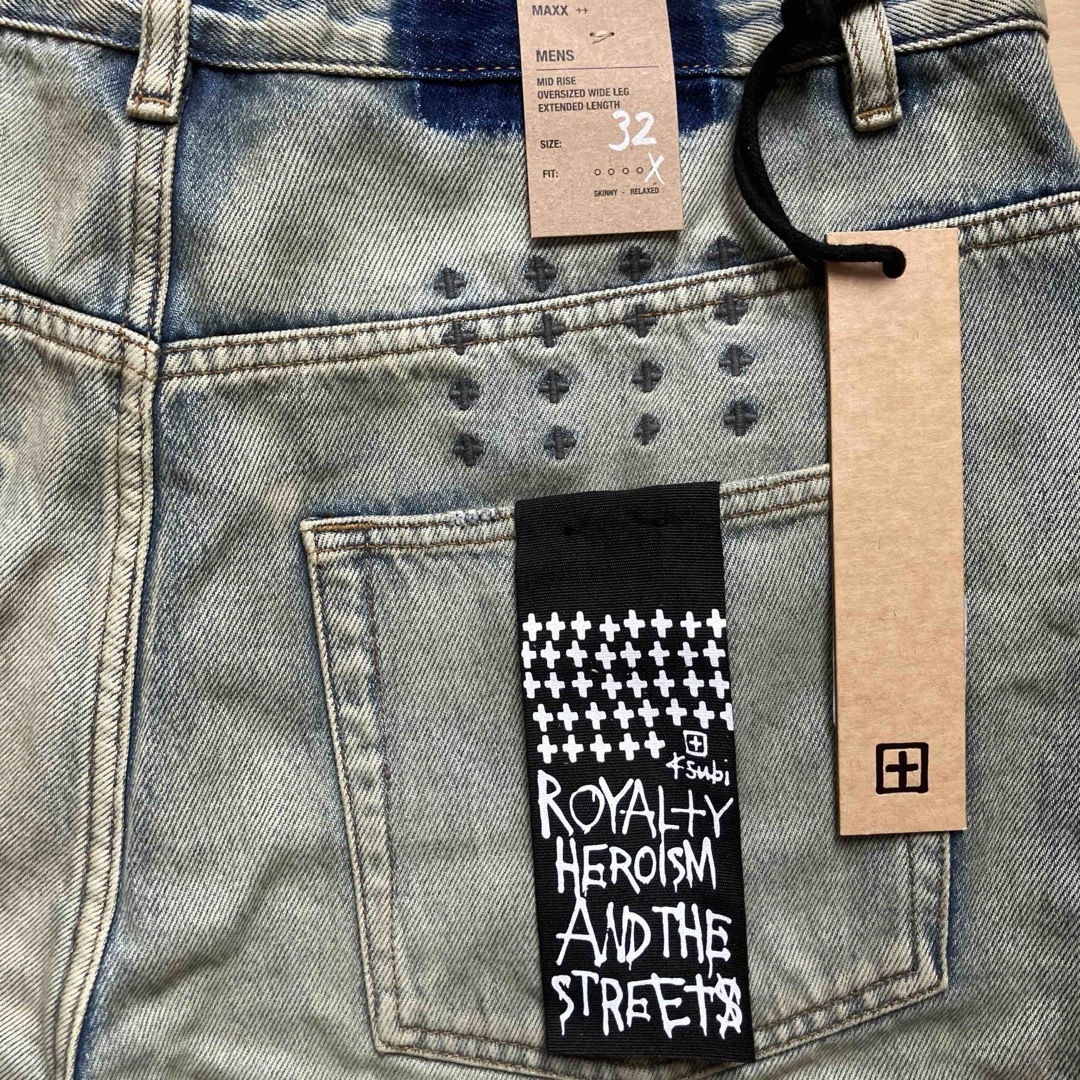 MAXX ++
MENS
MID RISE
OVERSIZED WIDE LEG
EXTENDED LENGTH
SIZE: 32
FIT: X
SKINNY - RELAXED
Ksubi
ROYALTY
HEROISM
AND THE
STREET$